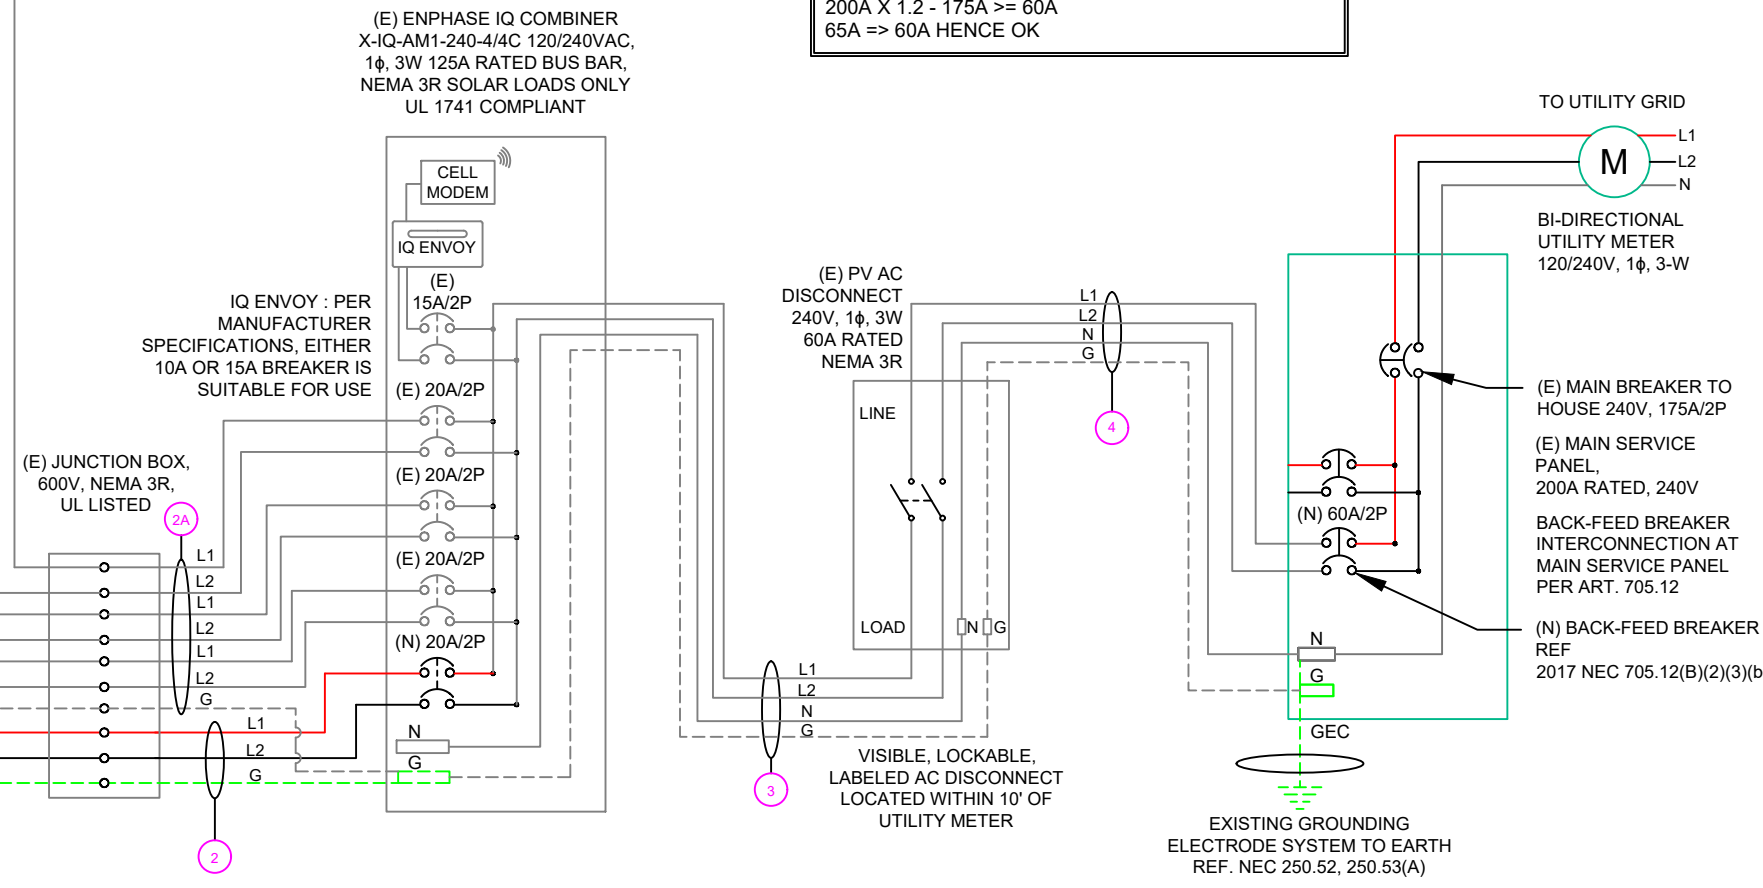 (E) ENPHASE IQ COMBINER
X-IQ-AM1-240-4/4C 120/240VAC,
1ϕ, 3W 125A RATED BUS BAR,
NEMA 3R SOLAR LOADS ONLY
UL 1741 COMPLIANT
200A X 1.2 - 175A >= 60A
65A => 60A HENCE OK
CELL
MODEM
IQ ENVOY
(E)
15A/2P
IQ ENVOY : PER
MANUFACTURER
SPECIFICATIONS, EITHER
10A OR 15A BREAKER IS
SUITABLE FOR USE
(E) 20A/2P
(E) 20A/2P
(E) 20A/2P
(N) 20A/2P
N
G
(E) JUNCTION BOX,
600V, NEMA 3R,
UL LISTED
2A
L1
L2
L1
L2
L1
L2
G
L1
L2
G
2
(E) PV AC
DISCONNECT
240V, 1ϕ, 3W
60A RATED
NEMA 3R
LINE
LOAD
N
G
L1
L2
N
G
3
VISIBLE, LOCKABLE,
LABELED AC DISCONNECT
LOCATED WITHIN 10' OF
UTILITY METER
L1
L2
N
G
4
TO UTILITY GRID
M
L1
L2
N
BI-DIRECTIONAL
UTILITY METER
120/240V, 1ϕ, 3-W
(E) MAIN BREAKER TO
HOUSE 240V, 175A/2P
(E) MAIN SERVICE
PANEL,
200A RATED, 240V
(N) 60A/2P
BACK-FEED BREAKER
INTERCONNECTION AT
MAIN SERVICE PANEL
PER ART. 705.12
(N) BACK-FEED BREAKER
REF
2017 NEC 705.12(B)(2)(3)(b
N
G
GEC
EXISTING GROUNDING
ELECTRODE SYSTEM TO EARTH
REF. NEC 250.52, 250.53(A)